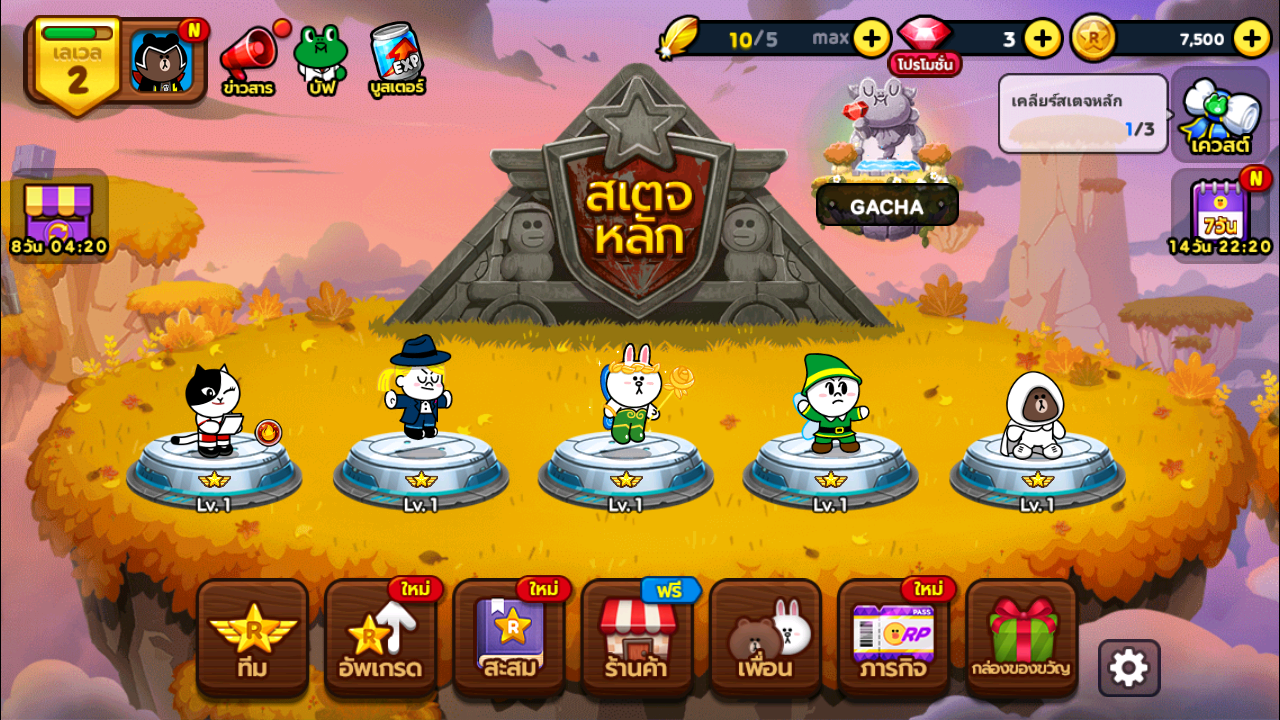 เลเวล
2
N
ข่าวสาร
บัฟ
EXP
บูสเตอร์
10/5 max
3
โปรโมชั่น
R
7,500
เคลียร์สเตจหลัก
1/3
เควสต์
8วัน 04:20
N
7วัน
14วัน 22:20
สเตจ
หลัก
GACHA
Lv. 1
Lv. 1
Lv. 1
Lv. 1
Lv. 1
R
ทีม
ใหม่
R
อัพเกรด
ใหม่
R
สะสม
ฟรี
ร้านค้า
เพื่อน
ใหม่
PASS
RP
ภารกิจ
กล่องของขวัญ